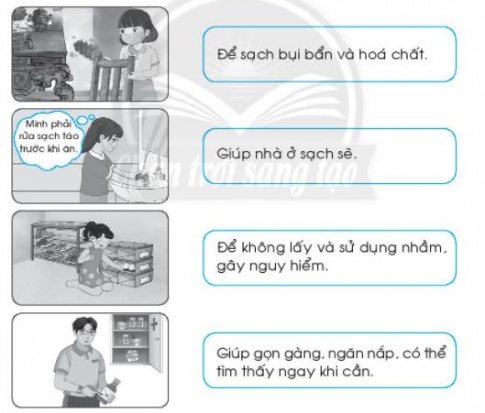 Để sạch bụi bẩn và hoá chất.
Mình phải
rửa sạch táo
trước khi ăn.
Giúp nhà ở sạch sẽ.
Chân trời sáng tạo
Để không lấy và sử dụng nhầm,
gây nguy hiểm.
Giúp gọn gàng, ngăn nắp, có thể
tìm thấy ngay khi cần.